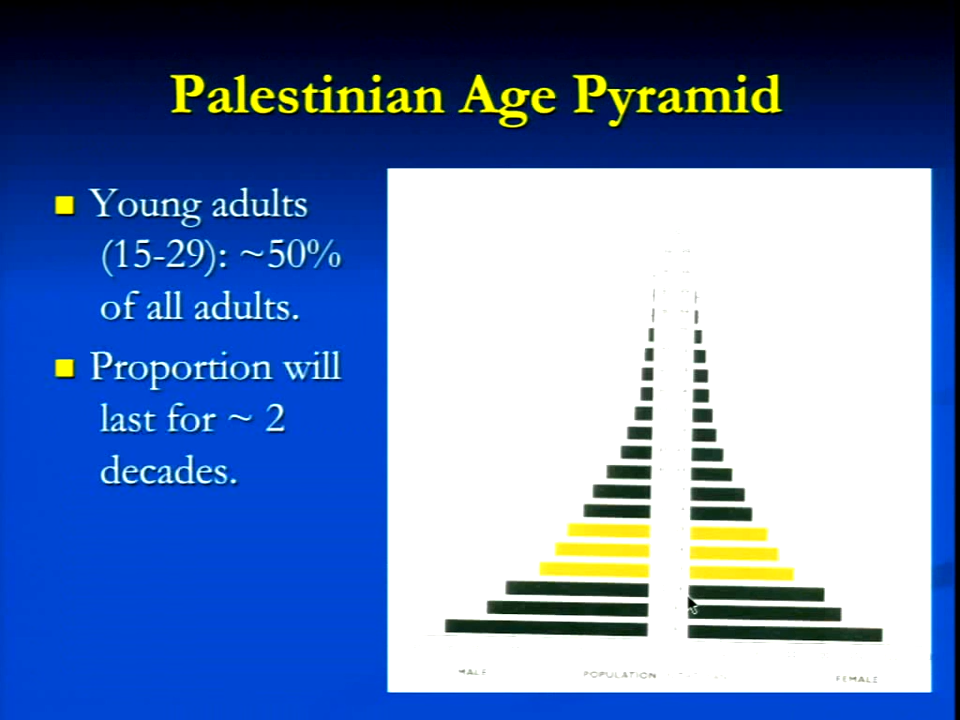 Palestinian Age Pyramid
Young adults
(15-29): ~50%
of all adults.
Proportion will
last for ~ 2
decades.
MALE
POPULATION
FEMALE